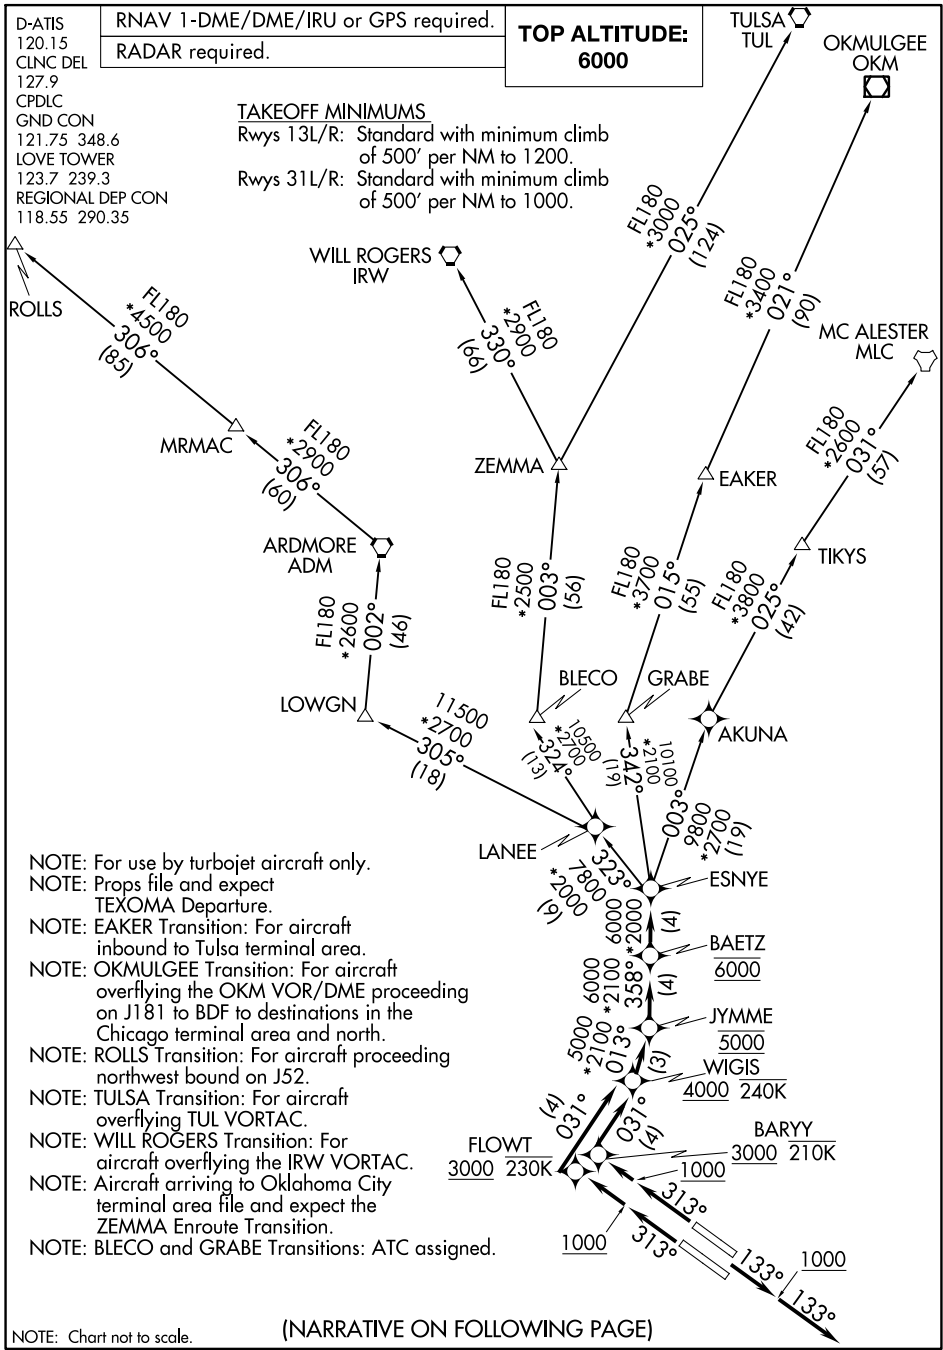 D-ATIS
120.15
CLNC DEL
127.9
CPDLC
GND CON
121.75 348.6
LOVE TOWER
123.7 239.3
REGIONAL DEP CON
118.55 290.35
RNAV 1-DME/DME/IRU or GPS required.
RADAR required.
TOP ALTITUDE:
6000
TAKEOFF MINIMUMS
Rwys 13L/R: Standard with minimum climb
of 500' per NM to 1200.
Rwys 31L/R: Standard with minimum climb
of 500' per NM to 1000.
TULSA
TUL
OKMULGEE
OKM
FL180
*3000
025°
(124)
FL180
*3400
021°
(90)
WILL ROGERS
IRW
FL180
*2900
330°
(66)
ROLLS
FL180
*4500
306°
(85)
MC ALESTER
MLC
FL180
*2600
031°
(57)
MRMAC
FL180
*2900
306°
(60)
ZEMMA
EAKER
ARDMORE
ADM
TIKYS
FL180
*2600
002°
(46)
FL180
*2500
003°
(56)
FL180
*3700
015°
(55)
FL180
*3800
025°
(42)
LOWGN
BLECO
GRABE
AKUNA
11500
*2700
305°
(18)
10500
*2700
324°
(13)
10100
*2100
342°
(19)
003°
9800
*2700
(19)
LANEE
323°
7800
*2000
(9)
ESNYE
6000
*2000
(4)
BAETZ
6000
6000
*2100
358°
(4)
JYMME
5000
5000
*2100
013°
(3)
WIGIS
4000 240K
(4)
031°
031°
(4)
FLOWT
3000 230K
BARYY
3000 210K
1000
313°
1000
313°
133°
1000
133°
NOTE: For use by turbojet aircraft only.
NOTE: Props file and expect
TEXOMA Departure.
NOTE: EAKER Transition: For aircraft
inbound to Tulsa terminal area.
NOTE: OKMULGEE Transition: For aircraft
overflying the OKM VOR/DME proceeding
on J181 to BDF to destinations in the
Chicago terminal area and north.
NOTE: ROLLS Transition: For aircraft proceeding
northwest bound on J52.
NOTE: TULSA Transition: For aircraft
overflying TUL VORTAC.
NOTE: WILL ROGERS Transition: For
aircraft overflying the IRW VORTAC.
NOTE: Aircraft arriving to Oklahoma City
terminal area file and expect the
ZEMMA Enroute Transition.
NOTE: BLECO and GRABE Transitions: ATC assigned.
NOTE: Chart not to scale.
(NARRATIVE ON FOLLOWING PAGE)